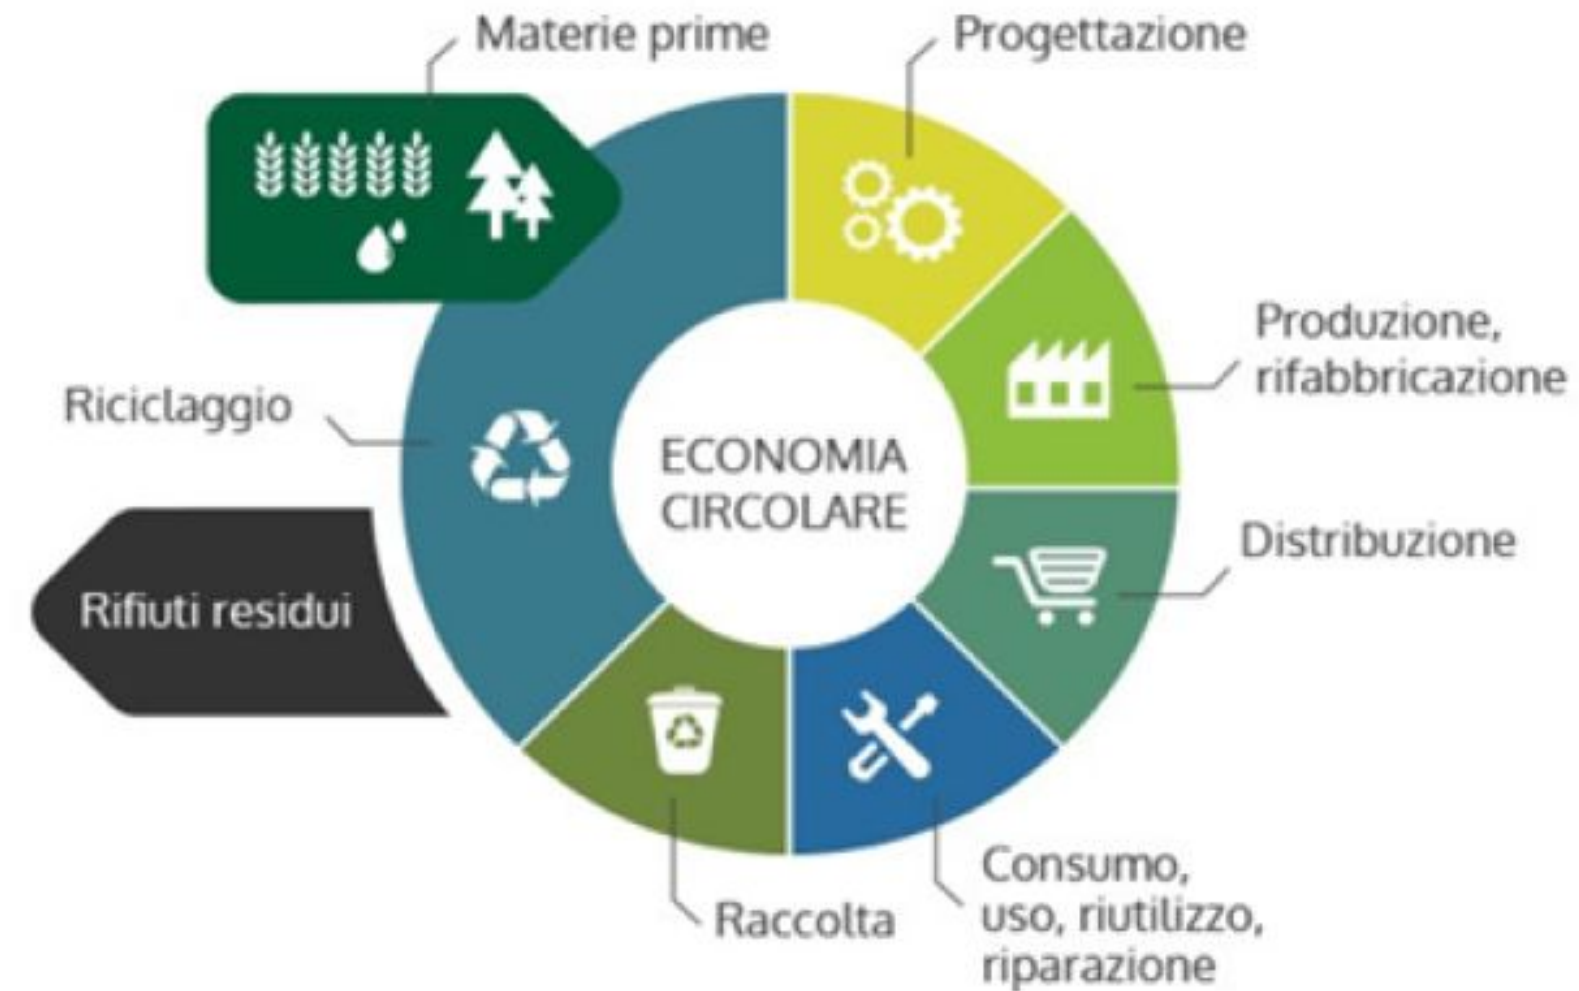 Materie prime
Progettazione
Produzione,
rifabbricazione
Riciclaggio
ECONOMIA
CIRCOLARE
Distribuzione
Rifiuti residui
Consumo,
uso, riutilizzo,
riparazione
Raccolta